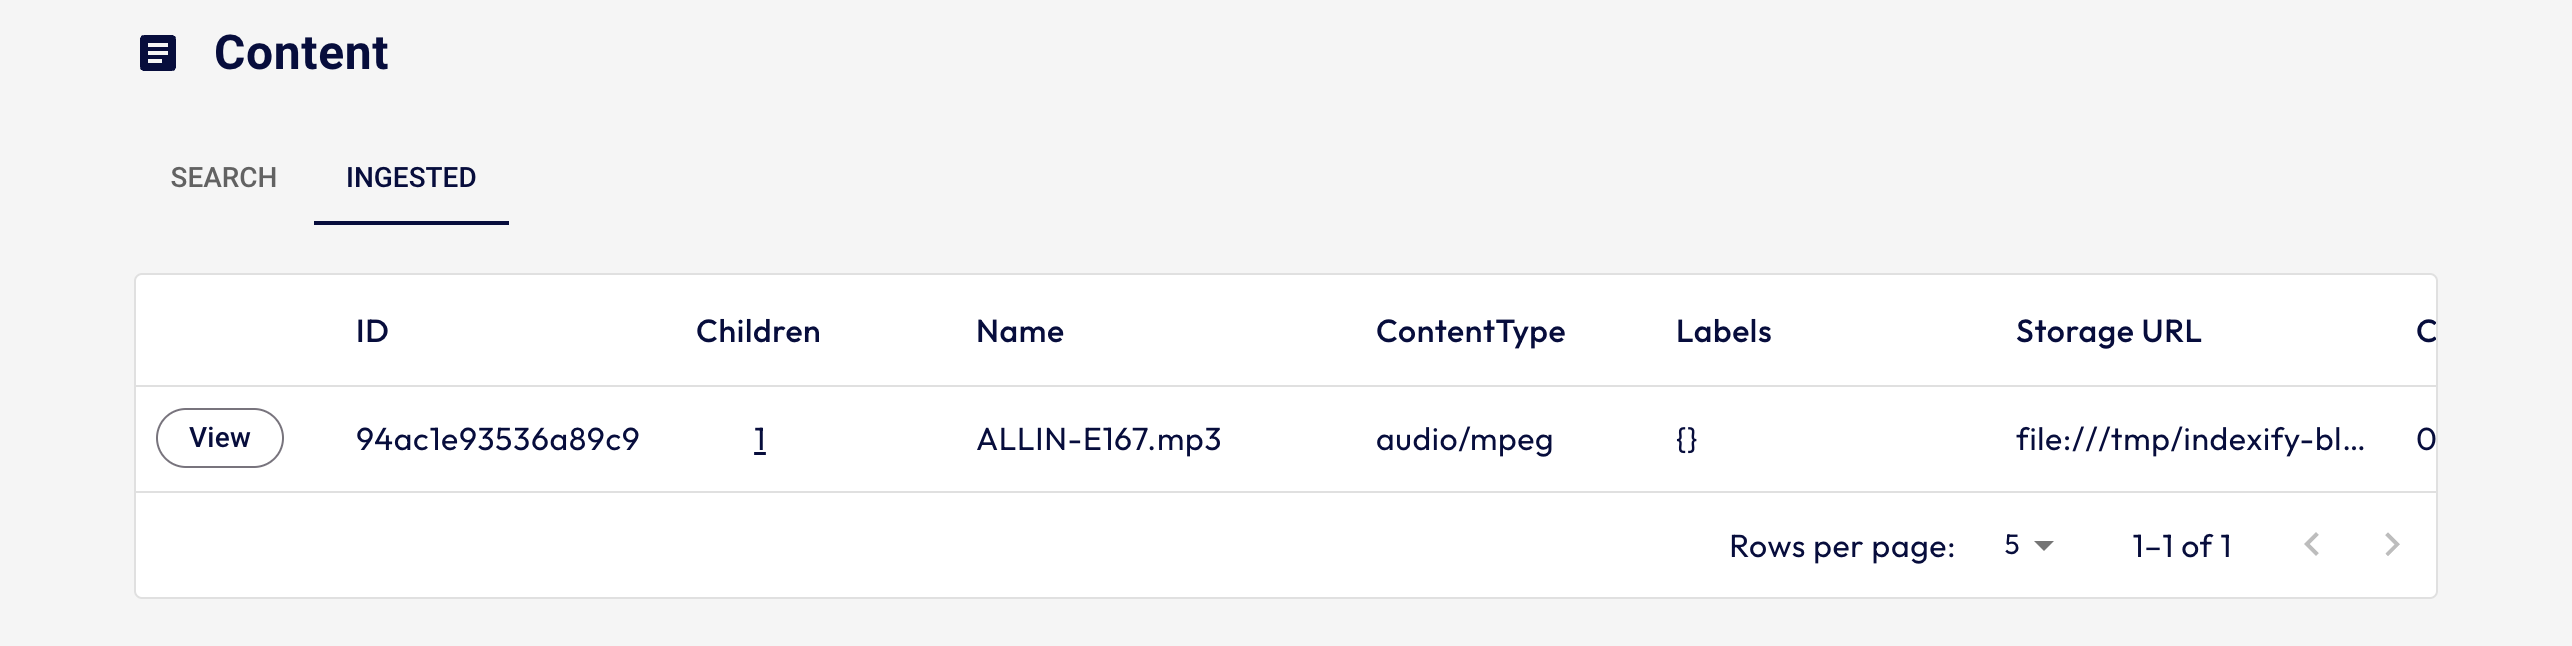 Content
SEARCH INGESTED
ID Children Name ContentType Labels Storage URL C
View 94ac1e93536a89c9 1 ALLIN-E167.mp3 audio/mpeg {} file:///tmp/indexify-bl... 0
Rows per page: 5 1–1 of 1